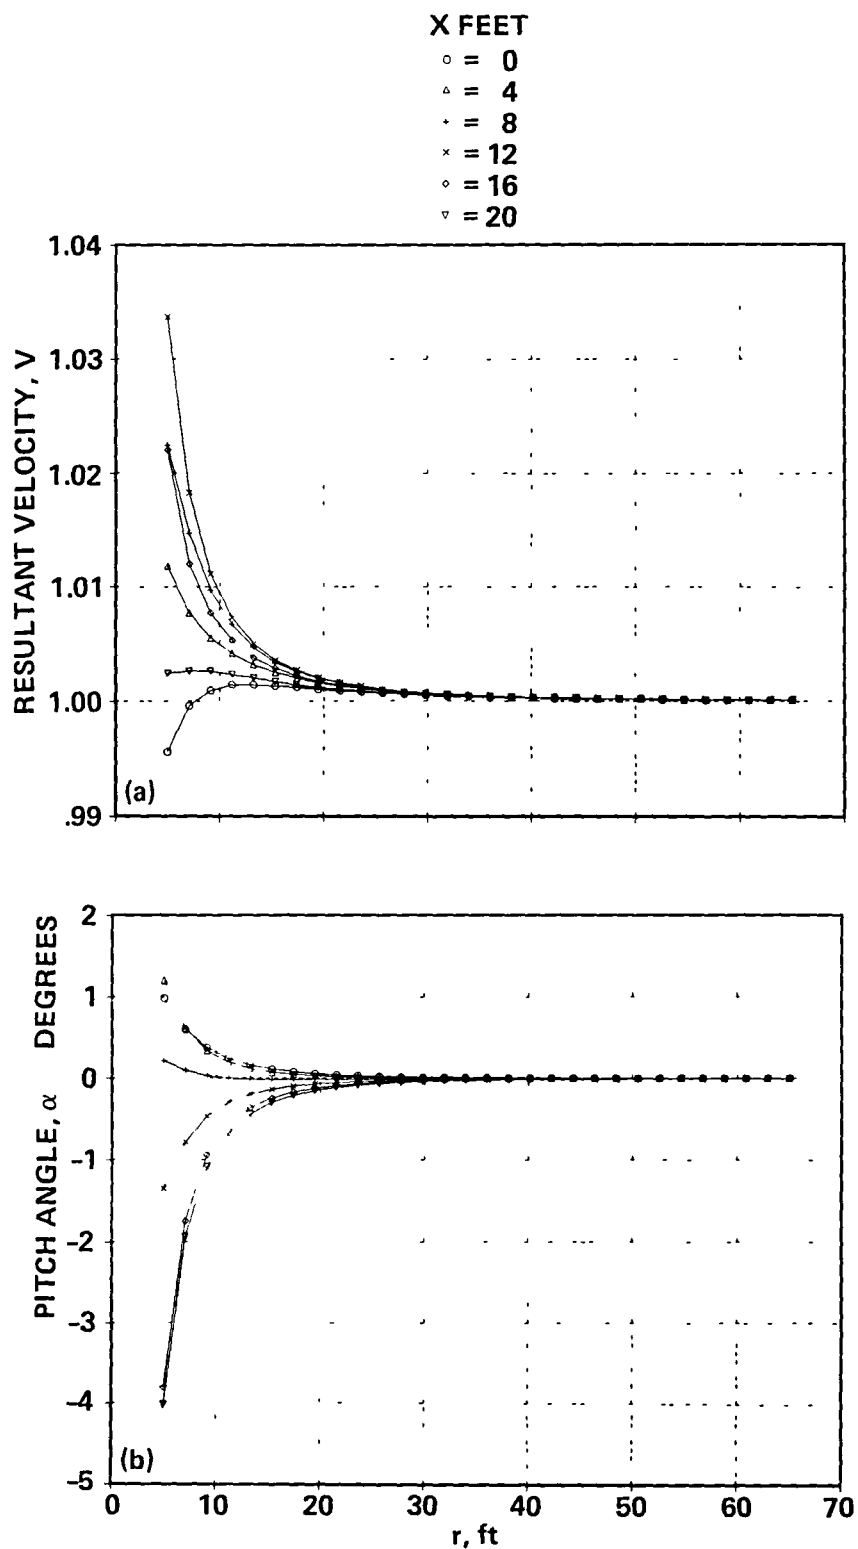 X FEET
○ = 0
△ = 4
+ = 8
× = 12
◇ = 16
▽ = 20
1.04
1.03
1.02
1.01
1.00
.99
RESULTANT VELOCITY, V
(a)
2
1
0
–1
–2
–3
–4
–5
PITCH ANGLE, α DEGREES
(b)
0 10 20 30 40 50 60 70
r, ft